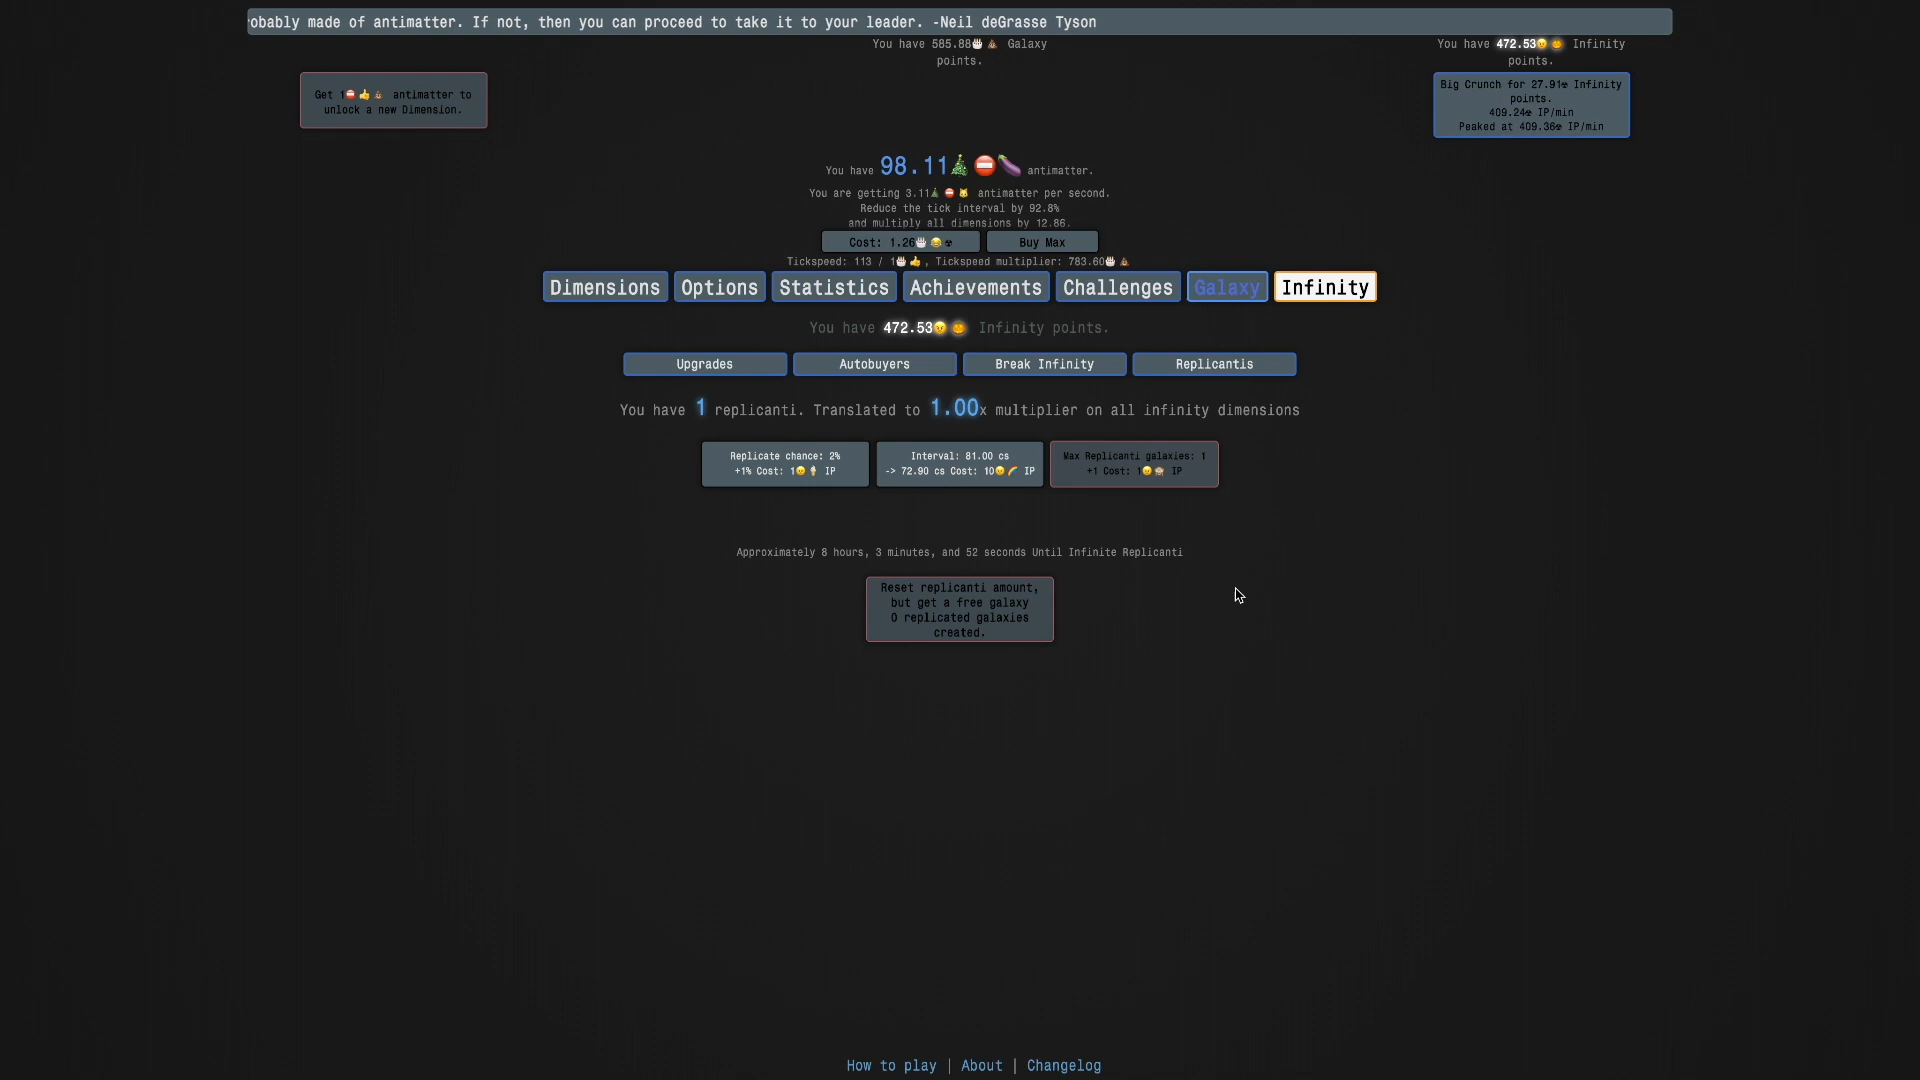 obably made of antimatter. If not, then you can proceed to take it to your leader. -Neil deGrasse Tyson
You have 585.88🎂💩 Galaxy
points.
You have 472.53😠🌞 Infinity
points.
Get 1⛔👍💩 antimatter to
unlock a new Dimension.
Big Crunch for 27.91☢ Infinity
points.
409.24☢ IP/min
Peaked at 409.36☢ IP/min
You have 98.11🎄⛔🍆 antimatter.
You are getting 3.11🎄⛔😹 antimatter per second.
Reduce the tick interval by 92.8%
and multiply all dimensions by 12.86.
Cost: 1.26🎂😂☢
Buy Max
Tickspeed: 113 / 1🎂👍, Tickspeed multiplier: 783.60🎂💩
Dimensions
Options
Statistics
Achievements
Challenges
Galaxy
Infinity
You have 472.53😠🌞 Infinity points.
Upgrades
Autobuyers
Break Infinity
Replicantis
You have 1 replicanti. Translated to 1.00x multiplier on all infinity dimensions
Replicate chance: 2%
+1% Cost: 1😠🍦 IP
Interval: 81.00 cs
-> 72.90 cs Cost: 10😠🌈 IP
Max Replicanti galaxies: 1
+1 Cost: 1😠🙊 IP
Approximately 8 hours, 3 minutes, and 52 seconds Until Infinite Replicanti
Reset replicanti amount,
but get a free galaxy
0 replicated galaxies
created.
How to play | About | Changelog